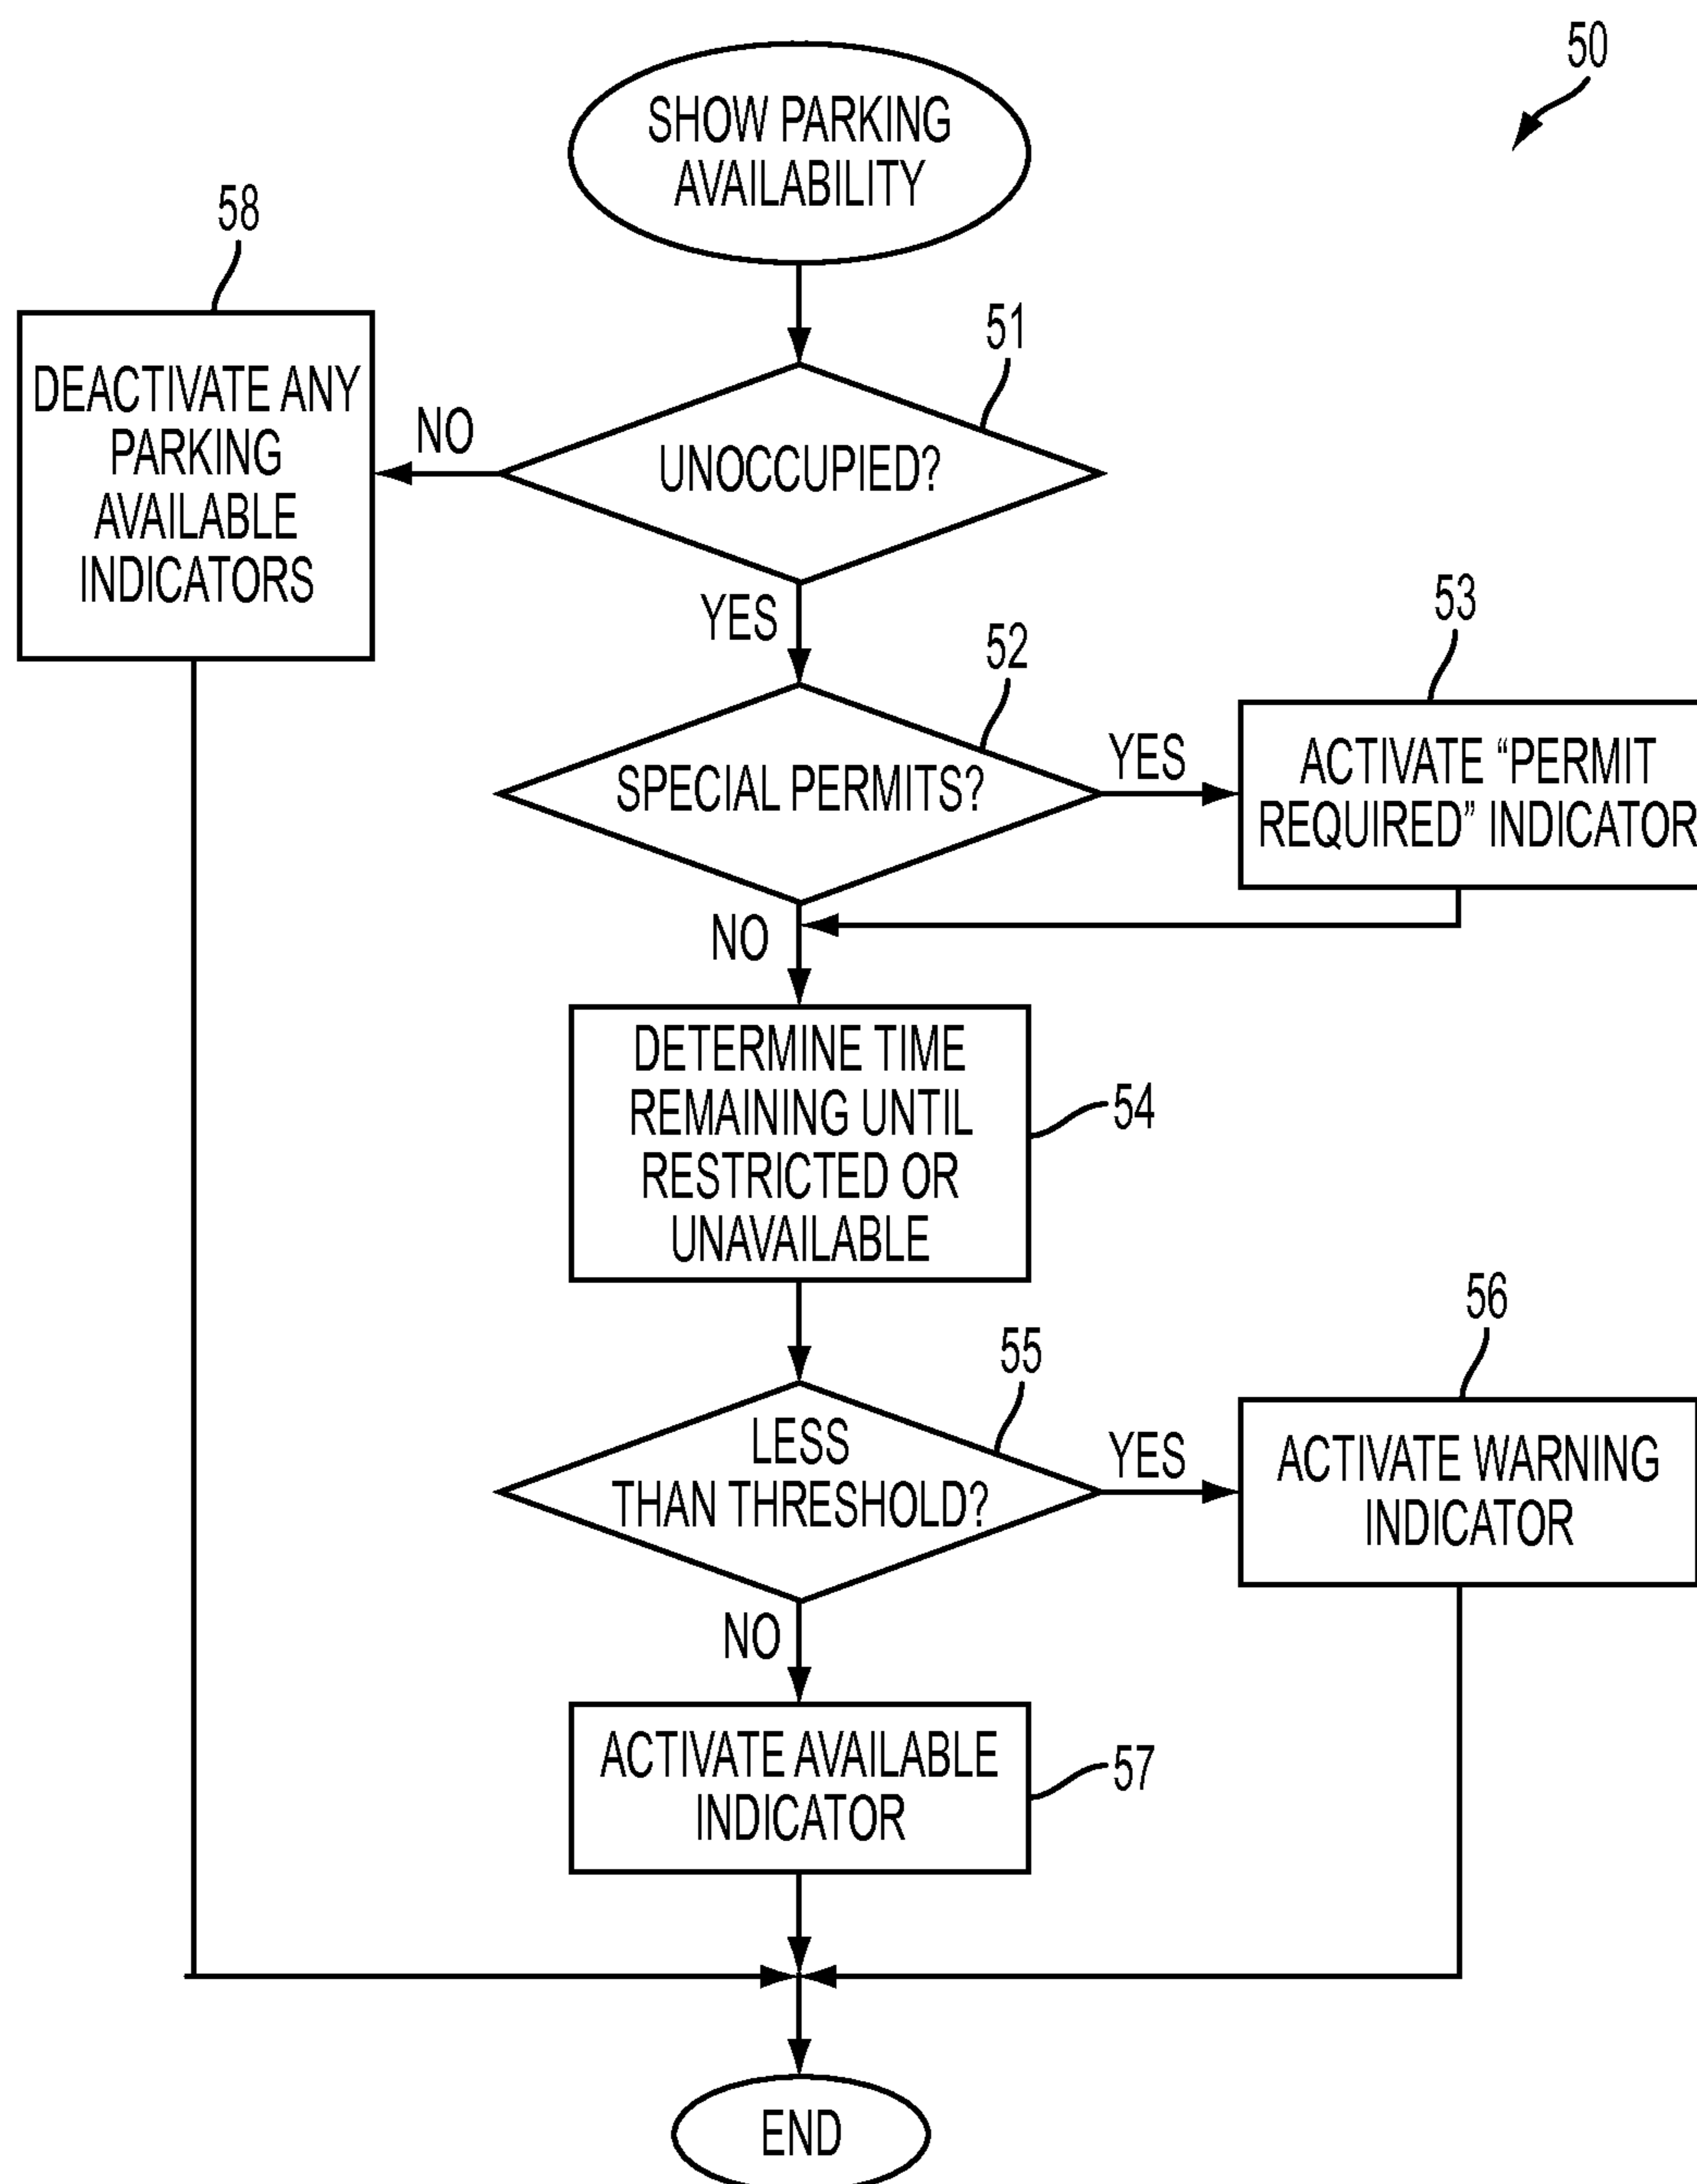 50
SHOW PARKING
AVAILABILITY
58
51
DEACTIVATE ANY
PARKING
AVAILABLE
INDICATORS
NO
UNOCCUPIED?
YES
52
53
SPECIAL PERMITS?
YES
ACTIVATE “PERMIT
REQUIRED” INDICATOR
NO
DETERMINE TIME
REMAINING UNTIL
RESTRICTED OR
UNAVAILABLE
54
55
56
LESS
THAN THRESHOLD?
YES
ACTIVATE WARNING
INDICATOR
NO
ACTIVATE AVAILABLE
INDICATOR
57
END